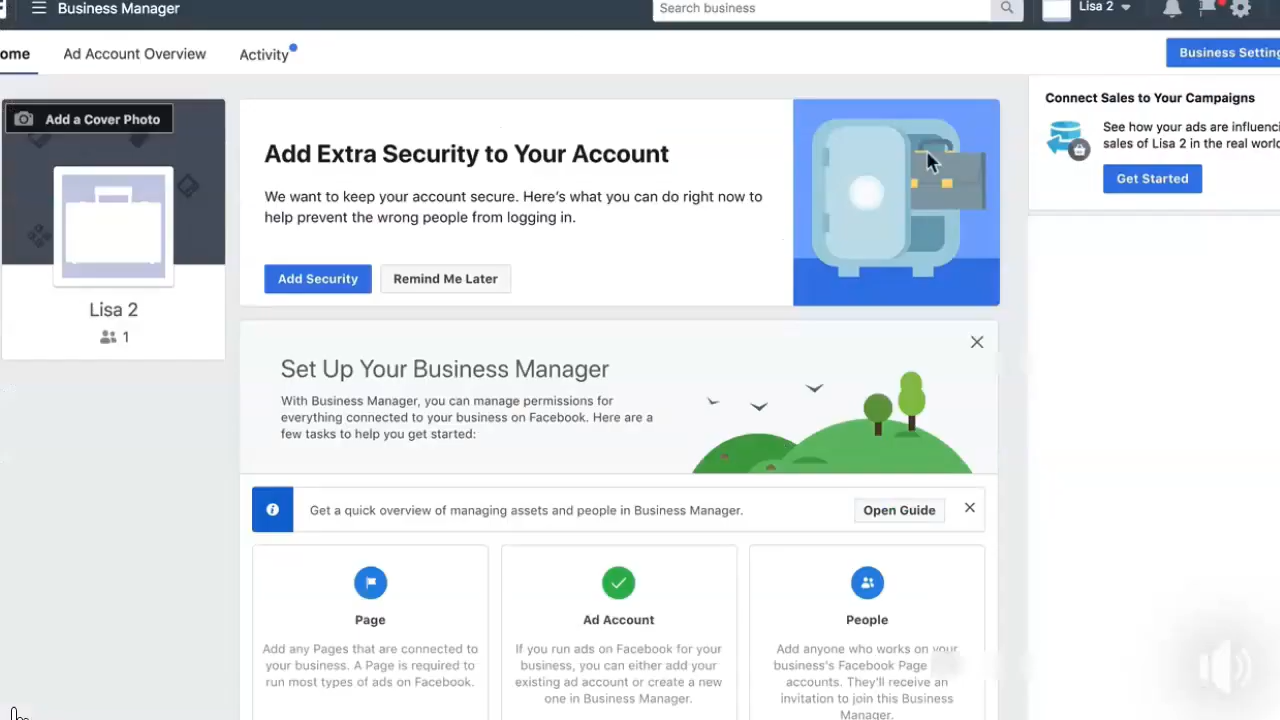 Business Manager
Search business
Lisa 2
ome
Ad Account Overview
Activity
Business Setting
Add a Cover Photo
Lisa 2
1
Add Extra Security to Your Account
We want to keep your account secure. Here's what you can do right now to
help prevent the wrong people from logging in.
Add Security
Remind Me Later
Connect Sales to Your Campaigns
See how your ads are influenci
sales of Lisa 2 in the real world
Get Started
Set Up Your Business Manager
With Business Manager, you can manage permissions for
everything connected to your business on Facebook. Here are a
few tasks to help you get started:
Get a quick overview of managing assets and people in Business Manager.
Open Guide
Page
Add any Pages that are connected to
your business. A Page is required to
run most types of ads on Facebook.
Ad Account
If you run ads on Facebook for your
business, you can either add your
existing ad account or create a new
one in Business Manager.
People
Add anyone who works on your
business's Facebook Page
accounts. They'll receive an
invitation to join this Business
Manager.